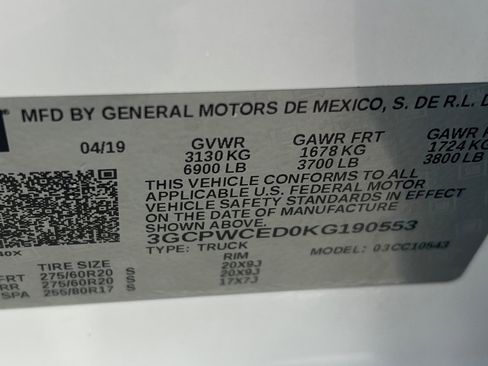 MFD BY GENERAL MOTORS DE MEXICO, S. DE R.L. D
04/19 GVWR GAWR FRT GAWR
3130 KG 1678 KG 1724 KG
6900 LB 3700 LB 3800 LB
THIS VEHICLE CONFORMS TO ALL
APPLICABLE U.S. FEDERAL MOTOR
VEHICLE SAFETY STANDARDS IN EFFECT
ON THE DATE OF MANUFACTURE
3GCPWCED0KG190553
TYPE: TRUCK MODEL: 03CC10543
TIRE SIZE RIM
FRT 275/60R20 S 20X9J
RR 275/60R20 S 20X9J
SPA 255/80R17 S 17X7J